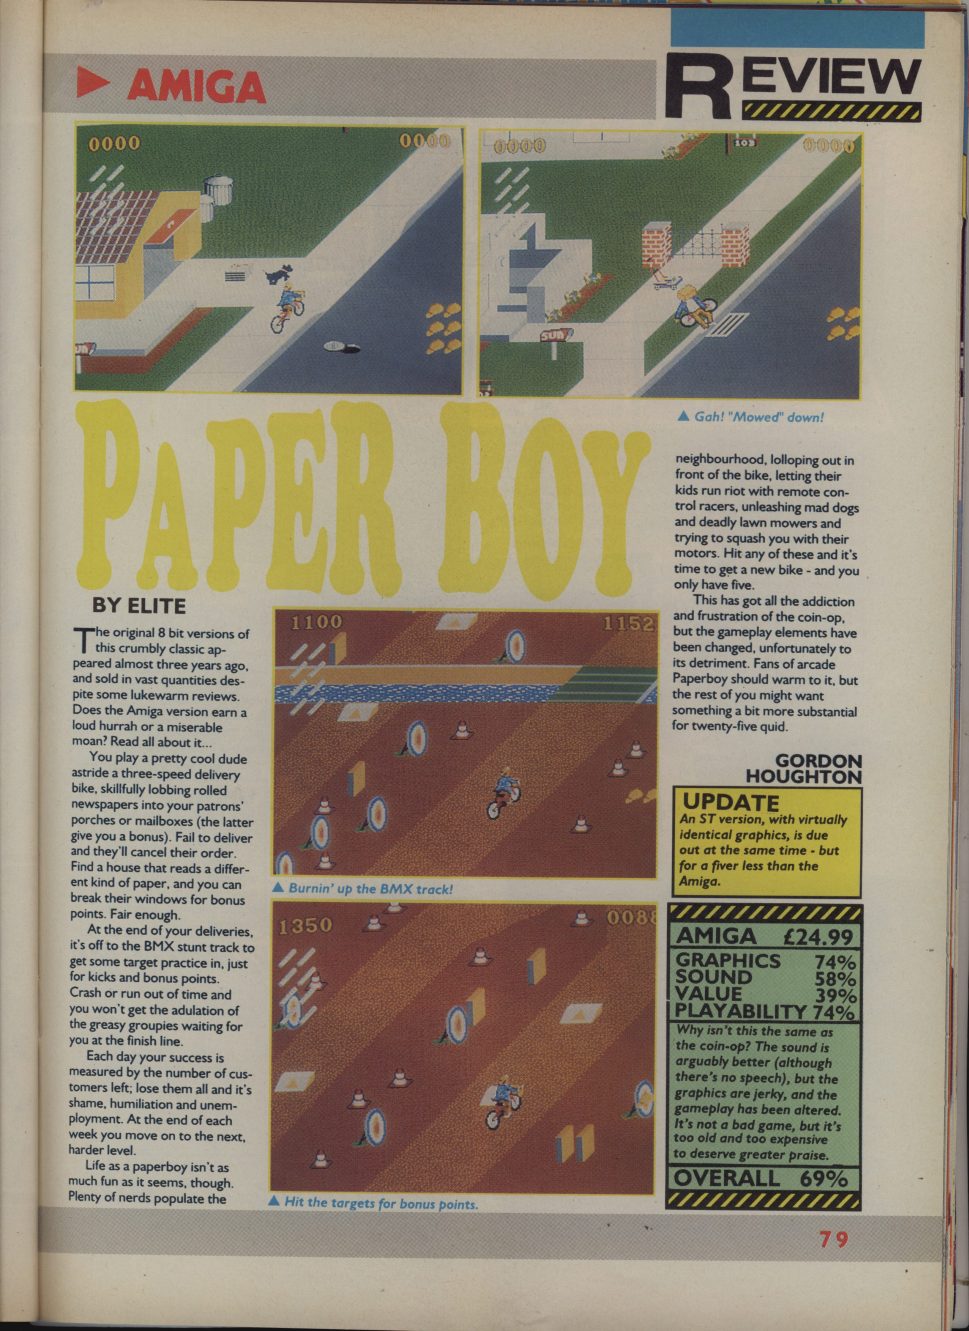 AMIGA
REVIEW
0000
0000
0000
0000
103
SUN
▲ Gah! "Mowed" down!
PAPER BOY
BY ELITE
The original 8 bit versions of
this crumbly classic ap-
peared almost three years ago,
and sold in vast quantities des-
pite some lukewarm reviews.
Does the Amiga version earn a
loud hurrah or a miserable
moan? Read all about it...
You play a pretty cool dude
astride a three-speed delivery
bike, skillfully lobbing rolled
newspapers into your patrons'
porches or mailboxes (the latter
give you a bonus). Fail to deliver
and they'll cancel their order.
Find a house that reads a differ-
ent kind of paper, and you can
break their windows for bonus
points. Fair enough.
At the end of your deliveries,
it's off to the BMX stunt track to
get some target practice in, just
for kicks and bonus points.
Crash or run out of time and
you won't get the adulation of
the greasy groupies waiting for
you at the finish line.
Each day your success is
measured by the number of cus-
tomers left; lose them all and it's
shame, humiliation and unem-
ployment. At the end of each
week you move on to the next,
harder level.
Life as a paperboy isn't as
much fun as it seems, though.
Plenty of nerds populate the
1100
1152
▲ Burnin' up the BMX track!
1350
0088
▲ Hit the targets for bonus points.
neighbourhood, lolloping out in
front of the bike, letting their
kids run riot with remote con-
trol racers, unleashing mad dogs
and deadly lawn mowers and
trying to squash you with their
motors. Hit any of these and it's
time to get a new bike - and you
only have five.
This has got all the addiction
and frustration of the coin-op,
but the gameplay elements have
been changed, unfortunately to
its detriment. Fans of arcade
Paperboy should warm to it, but
the rest of you might want
something a bit more substantial
for twenty-five quid.
GORDON
HOUGHTON
UPDATE
An ST version, with virtually
identical graphics, is due
out at the same time - but
for a fiver less than the
Amiga.
AMIGA £24.99
GRAPHICS 74%
SOUND 58%
VALUE 39%
PLAYABILITY 74%
Why isn't this the same as
the coin-op? The sound is
arguably better (although
there's no speech), but the
graphics are jerky, and the
gameplay has been altered.
It's not a bad game, but it's
too old and too expensive
to deserve greater praise.
OVERALL 69%
79